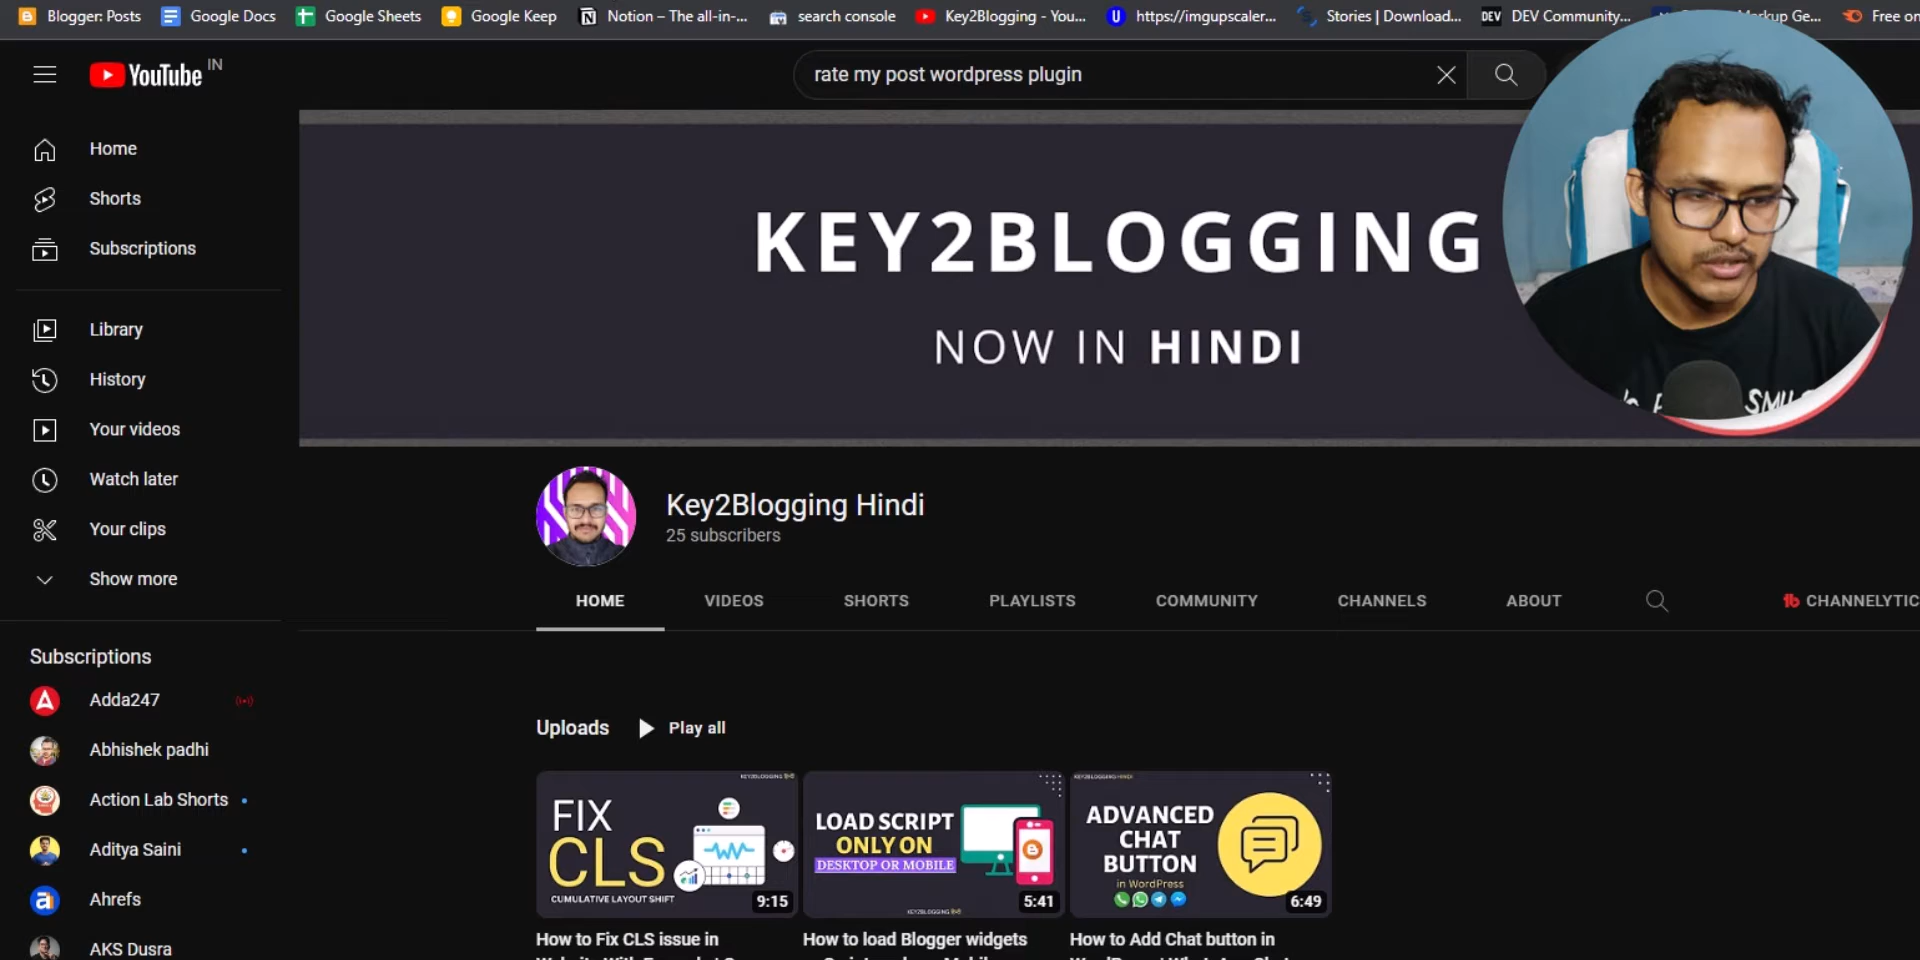 Blogger: Posts
Google Docs
Google Sheets
Google Keep
Notion – The all-in-...
search console
Key2Blogging - You...
https://imgupscaler...
Stories | Download...
DEV Community...
Free on
YouTube IN
rate my post wordpress plugin
Home
Shorts
Subscriptions
Library
History
Your videos
Watch later
Your clips
Show more
Subscriptions
Adda247
Abhishek padhi
Action Lab Shorts
Aditya Saini
Ahrefs
AKS Dusra
KEY2BLOGGING
NOW IN HINDI
Key2Blogging Hindi
25 subscribers
HOME
VIDEOS
SHORTS
PLAYLISTS
COMMUNITY
CHANNELS
ABOUT
CHANNELYTIC
Uploads
Play all
FIX
CLS
CUMULATIVE LAYOUT SHIFT
9:15
How to Fix CLS issue in
LOAD SCRIPT
ONLY ON
DESKTOP OR MOBILE
5:41
How to load Blogger widgets
KEY2BLOGGING HINDI
ADVANCED
CHAT
BUTTON
in WordPress
6:49
How to Add Chat button in